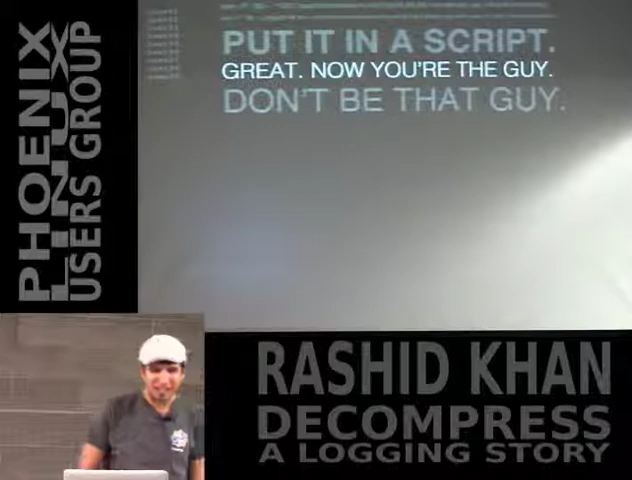 PUT IT IN A SCRIPT.
GREAT. NOW YOU'RE THE GUY.
DON'T BE THAT GUY.
PHOENIX
LINUX
USERS GROUP
RASHID KHAN
DECOMPRESS
A LOGGING STORY